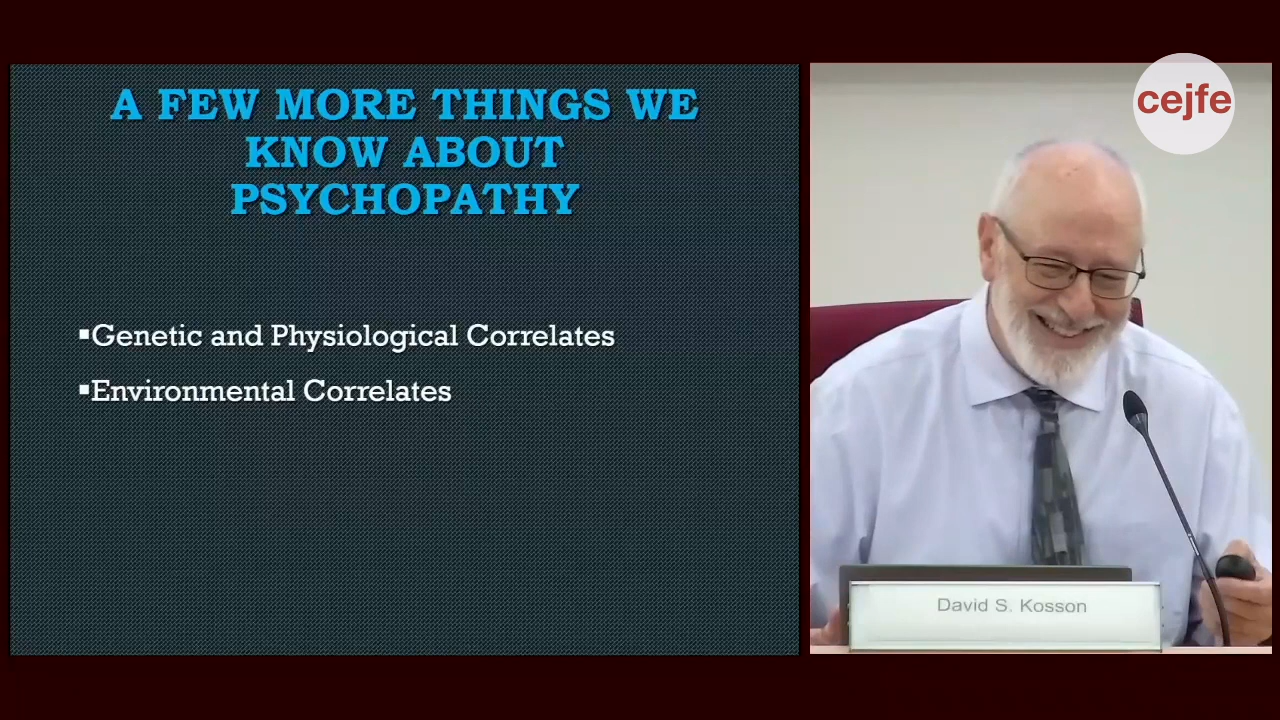 A FEW MORE THINGS WE
KNOW ABOUT
PSYCHOPATHY
▪Genetic and Physiological Correlates
▪Environmental Correlates
cejfe
David S. Kosson